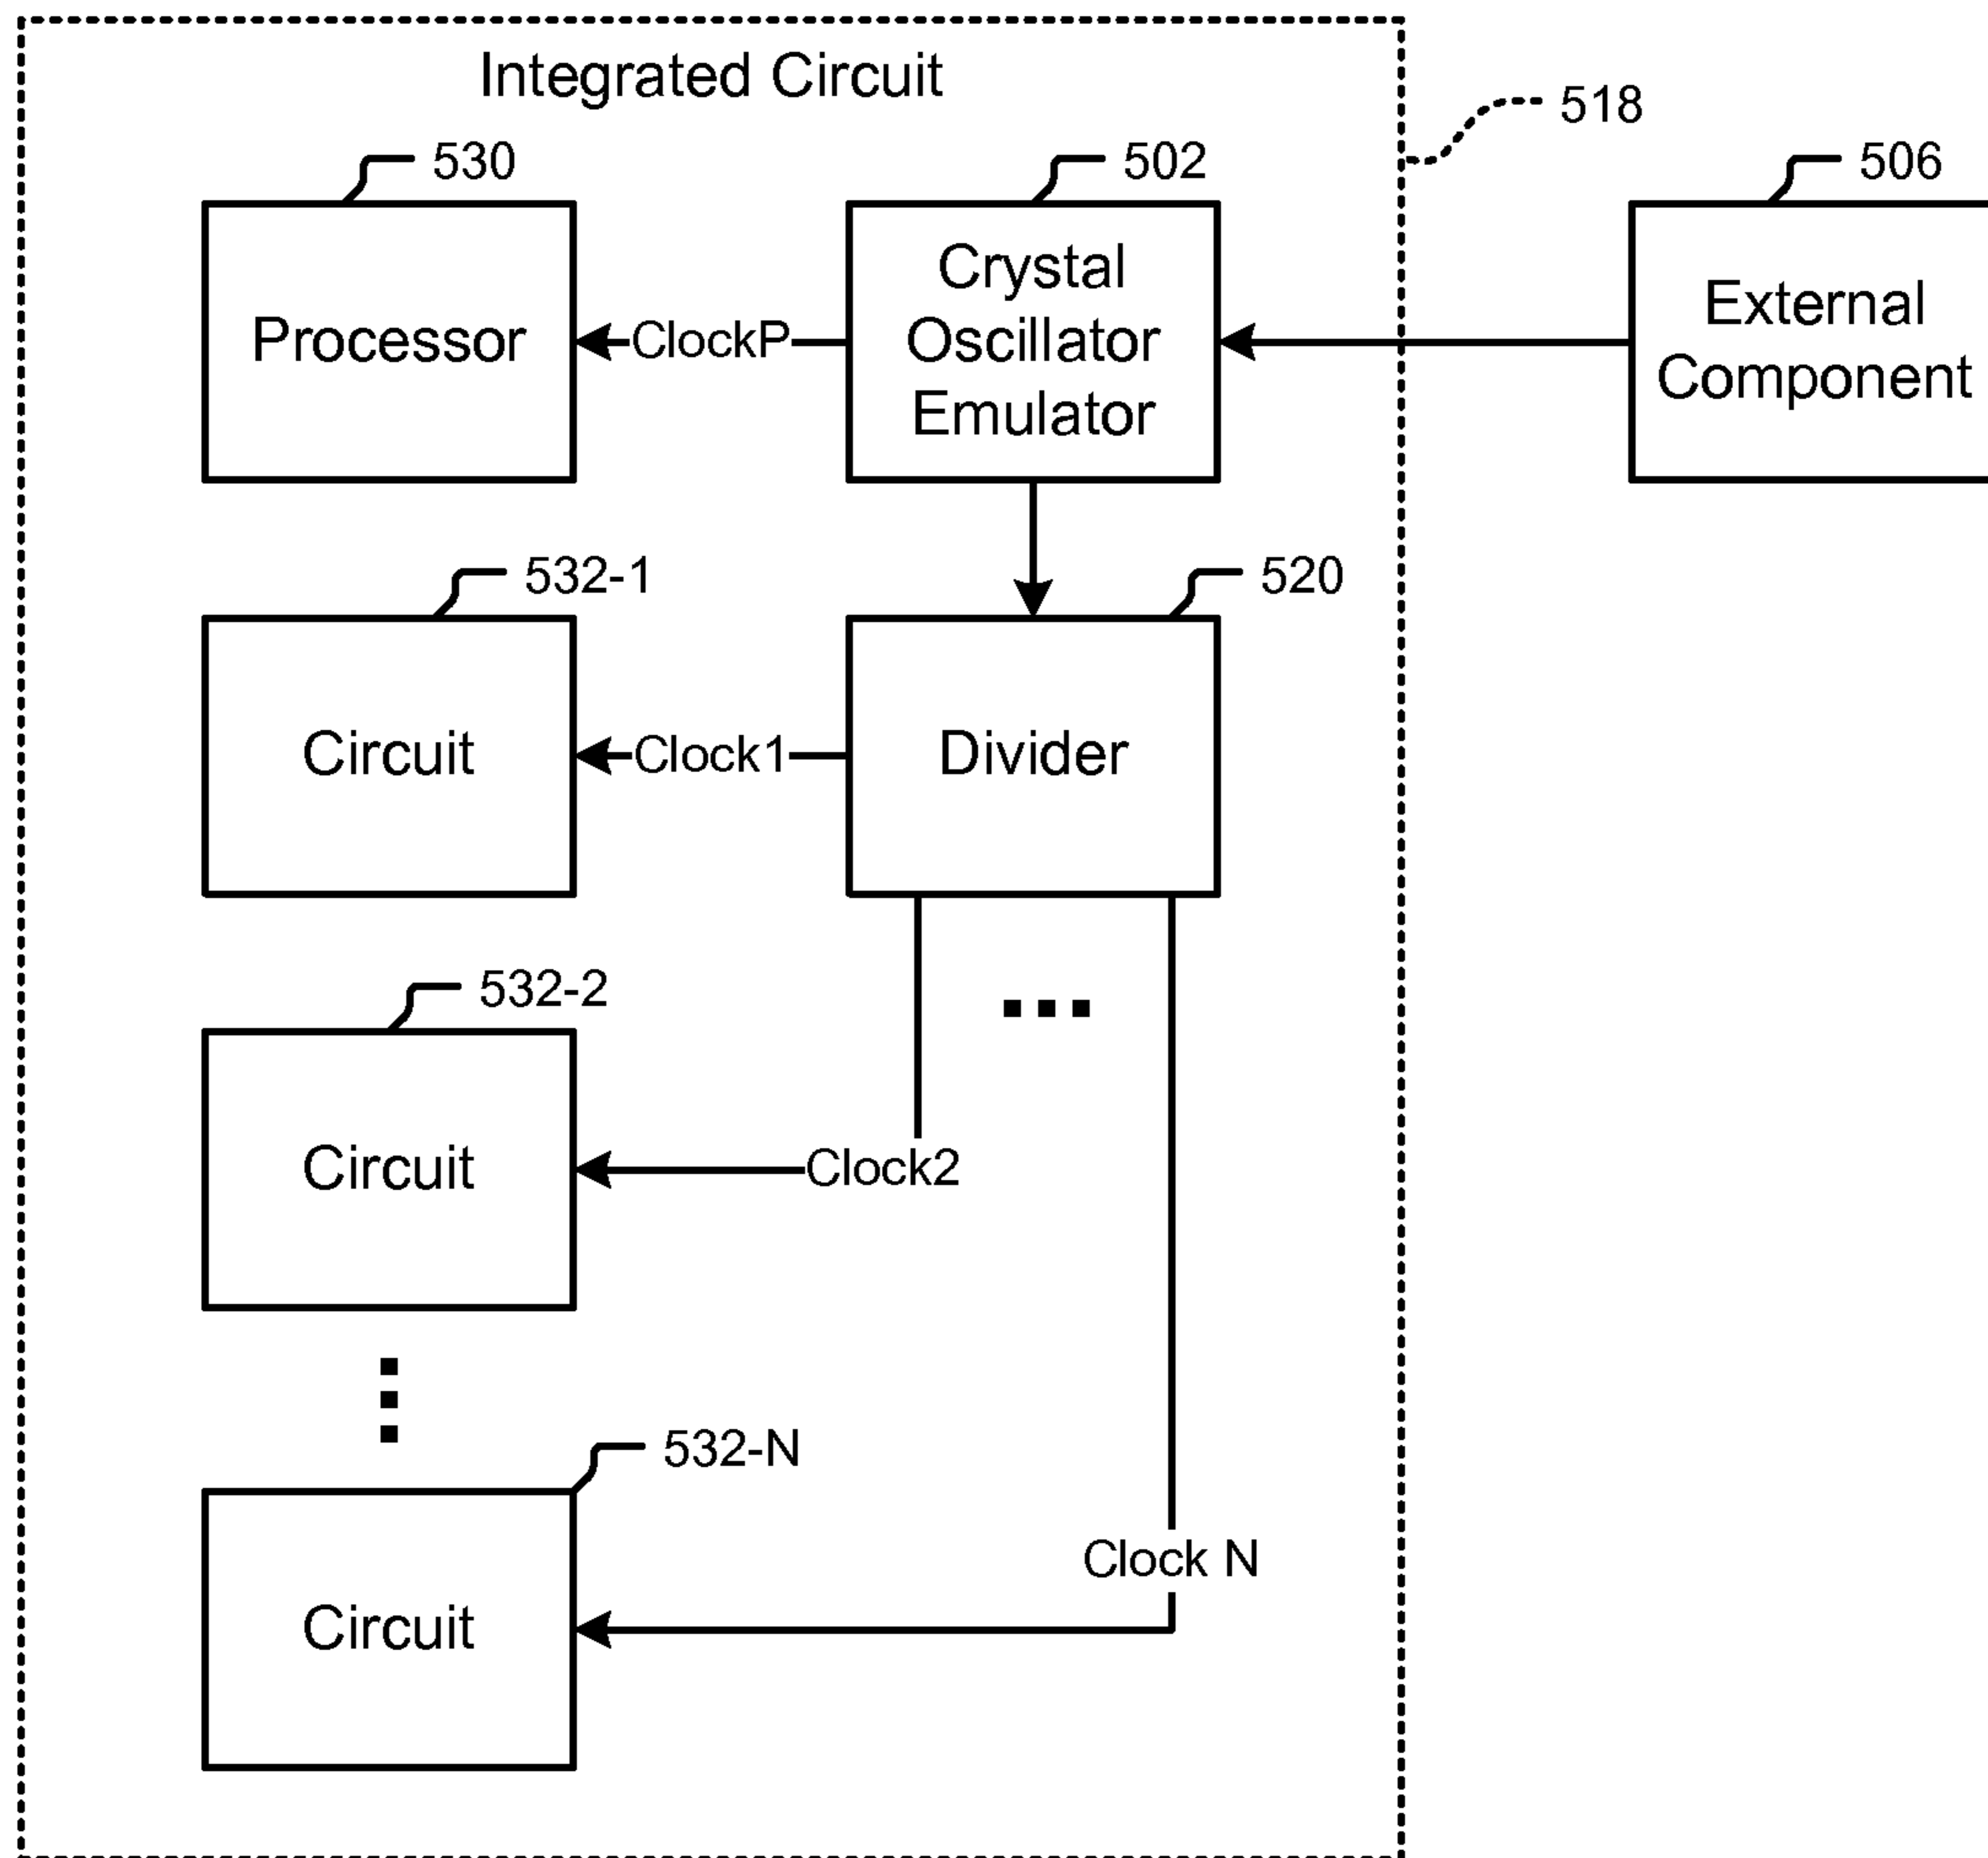 Integrated Circuit
518
530
502
506
Processor
ClockP
Crystal
Oscillator
Emulator
External
Component
532-1
520
Circuit
Clock1
Divider
532-2
Circuit
Clock2
532-N
Circuit
Clock N